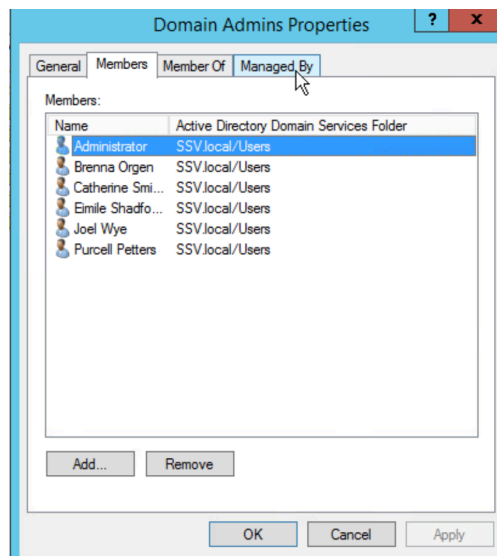 Domain Admins Properties ? x
General Members Member Of Managed By
Members:
Name Active Directory Domain Services Folder
Administrator SSV.local/Users
Brenna Orgen SSV.local/Users
Catherine Smi... SSV.local/Users
Eimile Shadfo... SSV.local/Users
Joel Wye SSV.local/Users
Purcell Petters SSV.local/Users
Add... Remove
OK Cancel Apply